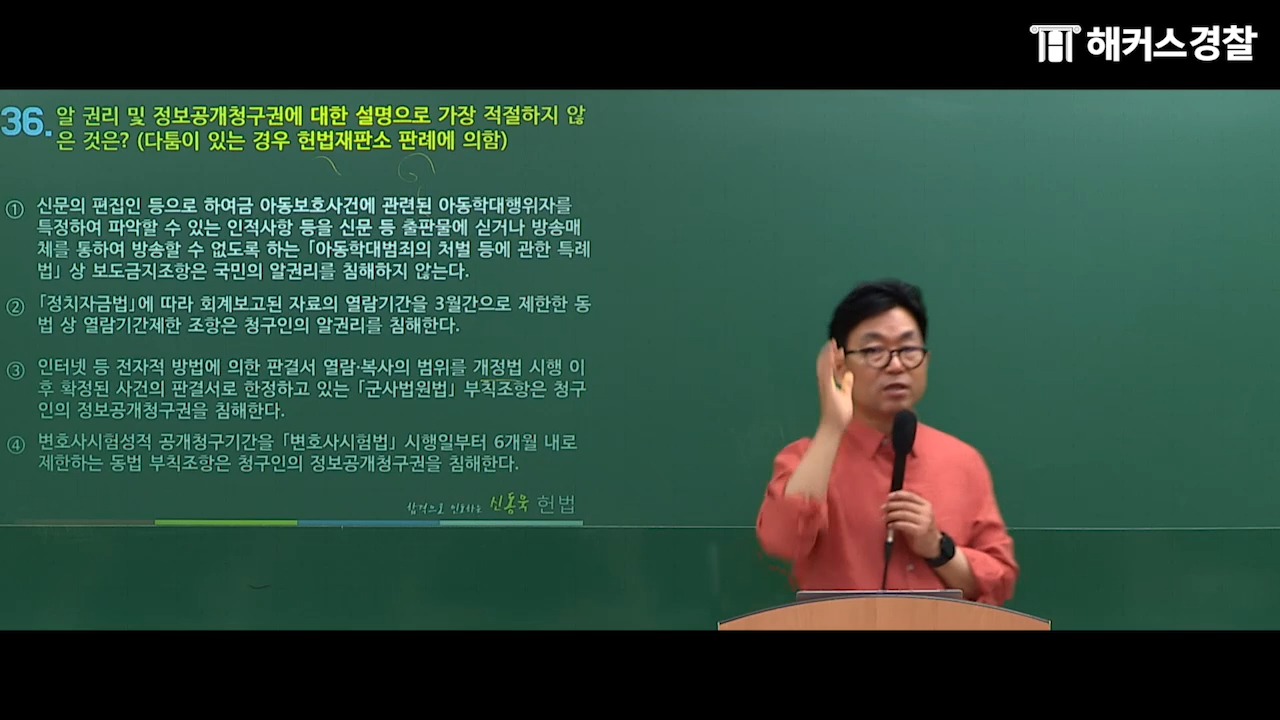 해커스경찰
36. 알 권리 및 정보공개청구권에 대한 설명으로 가장 적절하지 않
은 것은? (다툼이 있는 경우 헌법재판소 판례에 의함)
① 신문의 편집인 등으로 하여금 아동보호사건에 관련된 아동학대행위자를
특정하여 파악할 수 있는 인적사항 등을 신문 등 출판물에 싣거나 방송매
체를 통하여 방송할 수 없도록 하는 「아동학대범죄의 처벌 등에 관한 특례
법」 상 보도금지조항은 국민의 알권리를 침해하지 않는다.
② 「정치자금법」에 따라 회계보고된 자료의 열람기간을 3월간으로 제한한 동
법 상 열람기간제한 조항은 청구인의 알권리를 침해한다.
③ 인터넷 등 전자적 방법에 의한 판결서 열람·복사의 범위를 개정법 시행 이
후 확정된 사건의 판결서로 한정하고 있는 「군사법원법」 부칙조항은 청구
인의 정보공개청구권을 침해한다.
④ 변호사시험성적 공개청구기간을 「변호사시험법」 시행일부터 6개월 내로
제한하는 동법 부칙조항은 청구인의 정보공개청구권을 침해한다.
합격으로 인도하는 신동욱 헌법